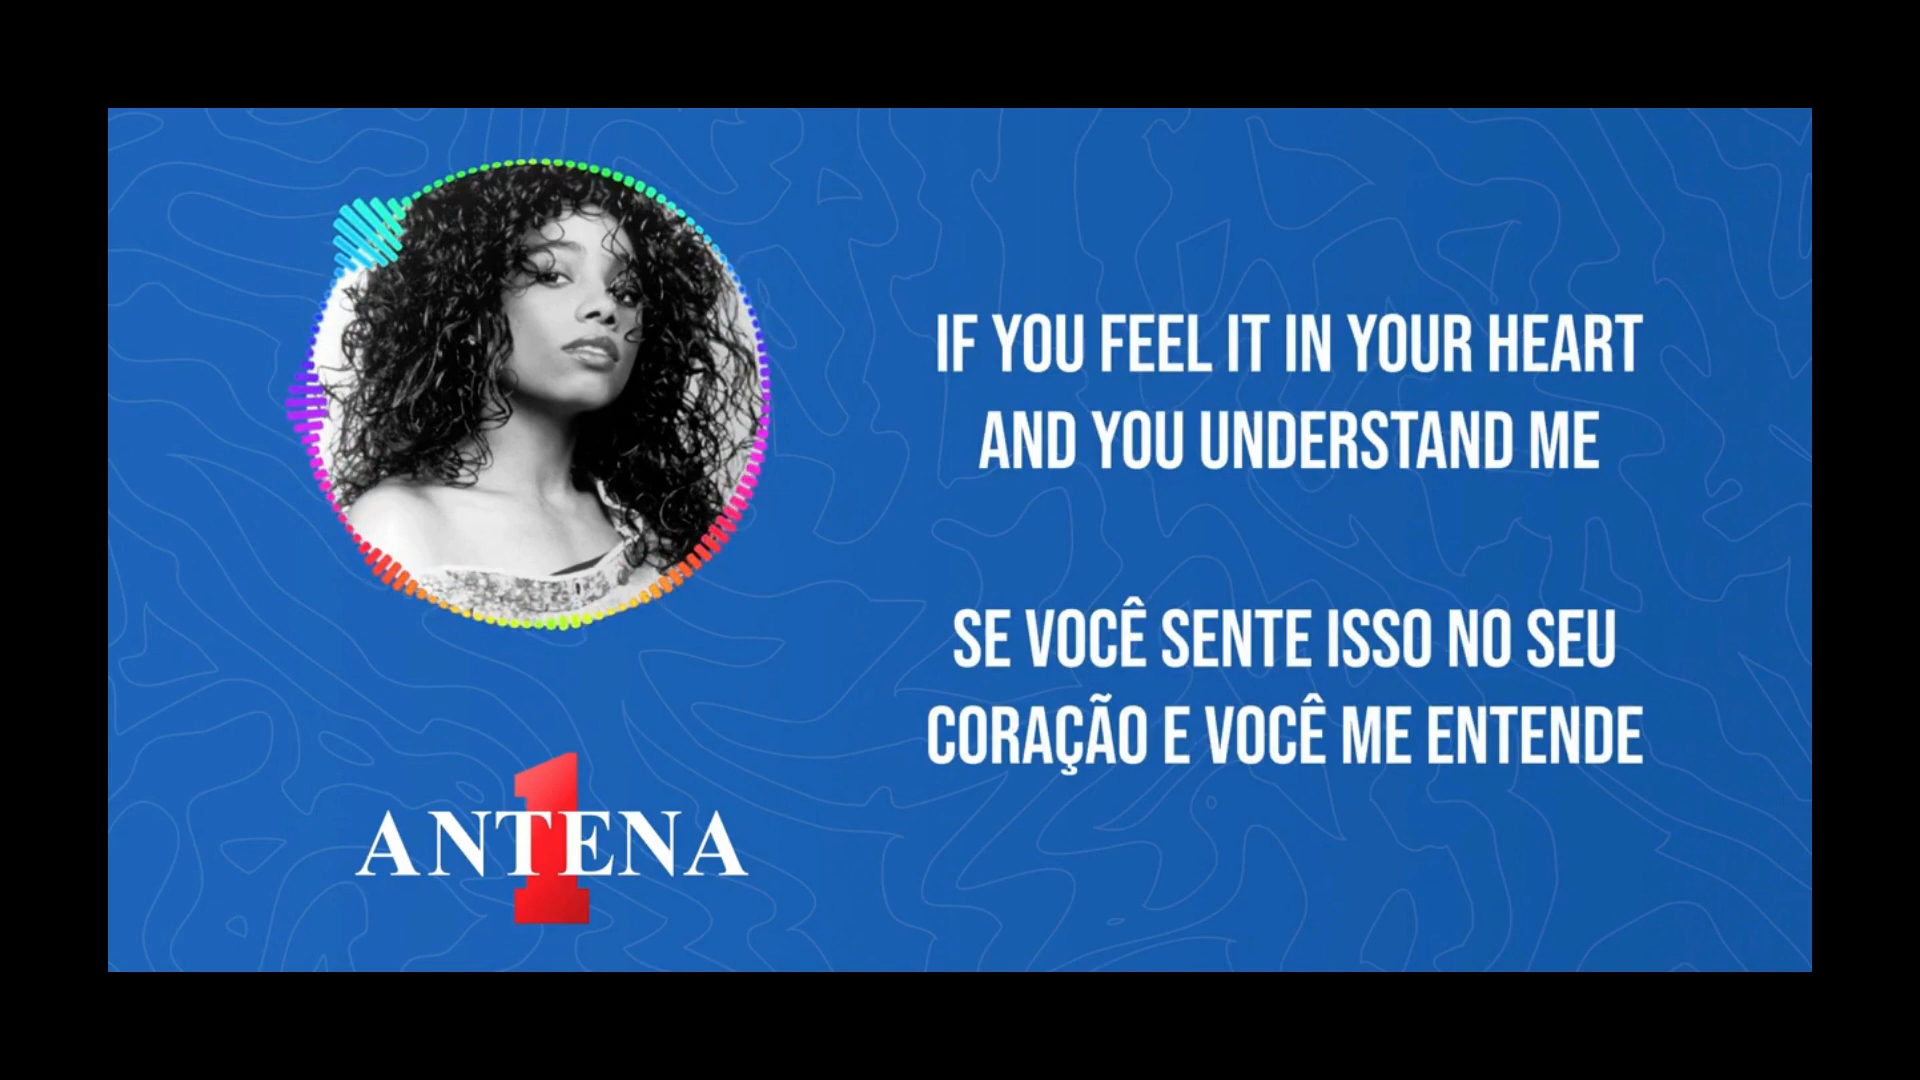 IF YOU FEEL IT IN YOUR HEART
AND YOU UNDERSTAND ME
SE VOCÊ SENTE ISSO NO SEU
CORAÇÃO E VOCÊ ME ENTENDE
ANTENA 1